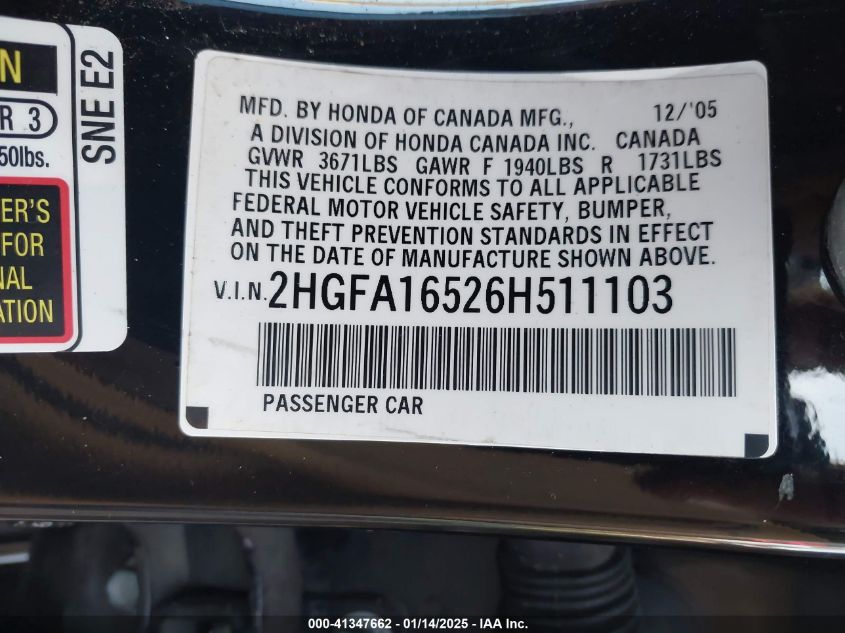 N
R 3
50lbs.
ER'S
FOR
NAL
ATION
SNE E2
MFD. BY HONDA OF CANADA MFG., 12/'05
A DIVISION OF HONDA CANADA INC. CANADA
GVWR 3671LBS GAWR F 1940LBS R 1731LBS
THIS VEHICLE CONFORMS TO ALL APPLICABLE
FEDERAL MOTOR VEHICLE SAFETY, BUMPER,
AND THEFT PREVENTION STANDARDS IN EFFECT
ON THE DATE OF MANUFACTURE SHOWN ABOVE.
V.I.N. 2HGFA16526H511103
PASSENGER CAR
000-41347662 - 01/14/2025 - IAA Inc.